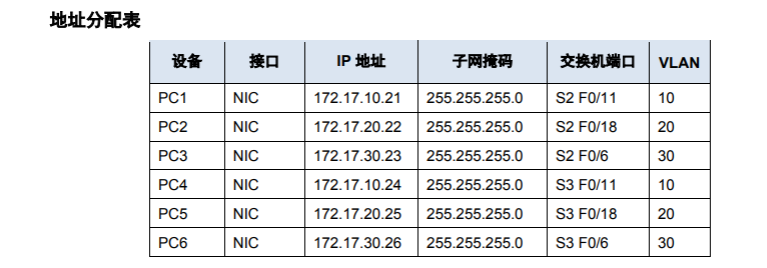 地址分配表
设备 接口 IP 地址 子网掩码 交换机端口 VLAN
PC1 NIC 172.17.10.21 255.255.255.0 S2 F0/11 10
PC2 NIC 172.17.20.22 255.255.255.0 S2 F0/18 20
PC3 NIC 172.17.30.23 255.255.255.0 S2 F0/6 30
PC4 NIC 172.17.10.24 255.255.255.0 S3 F0/11 10
PC5 NIC 172.17.20.25 255.255.255.0 S3 F0/18 20
PC6 NIC 172.17.30.26 255.255.255.0 S3 F0/6 30